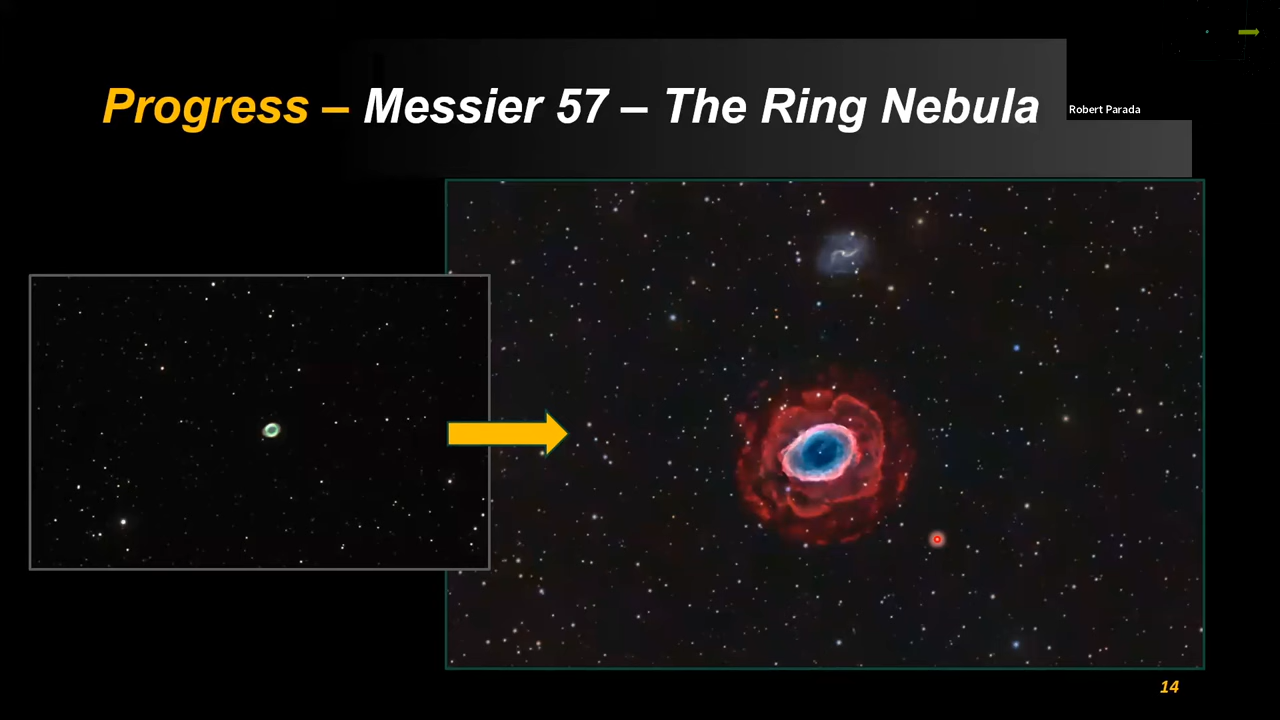 Progress – Messier 57 – The Ring Nebula
Robert Parada
14